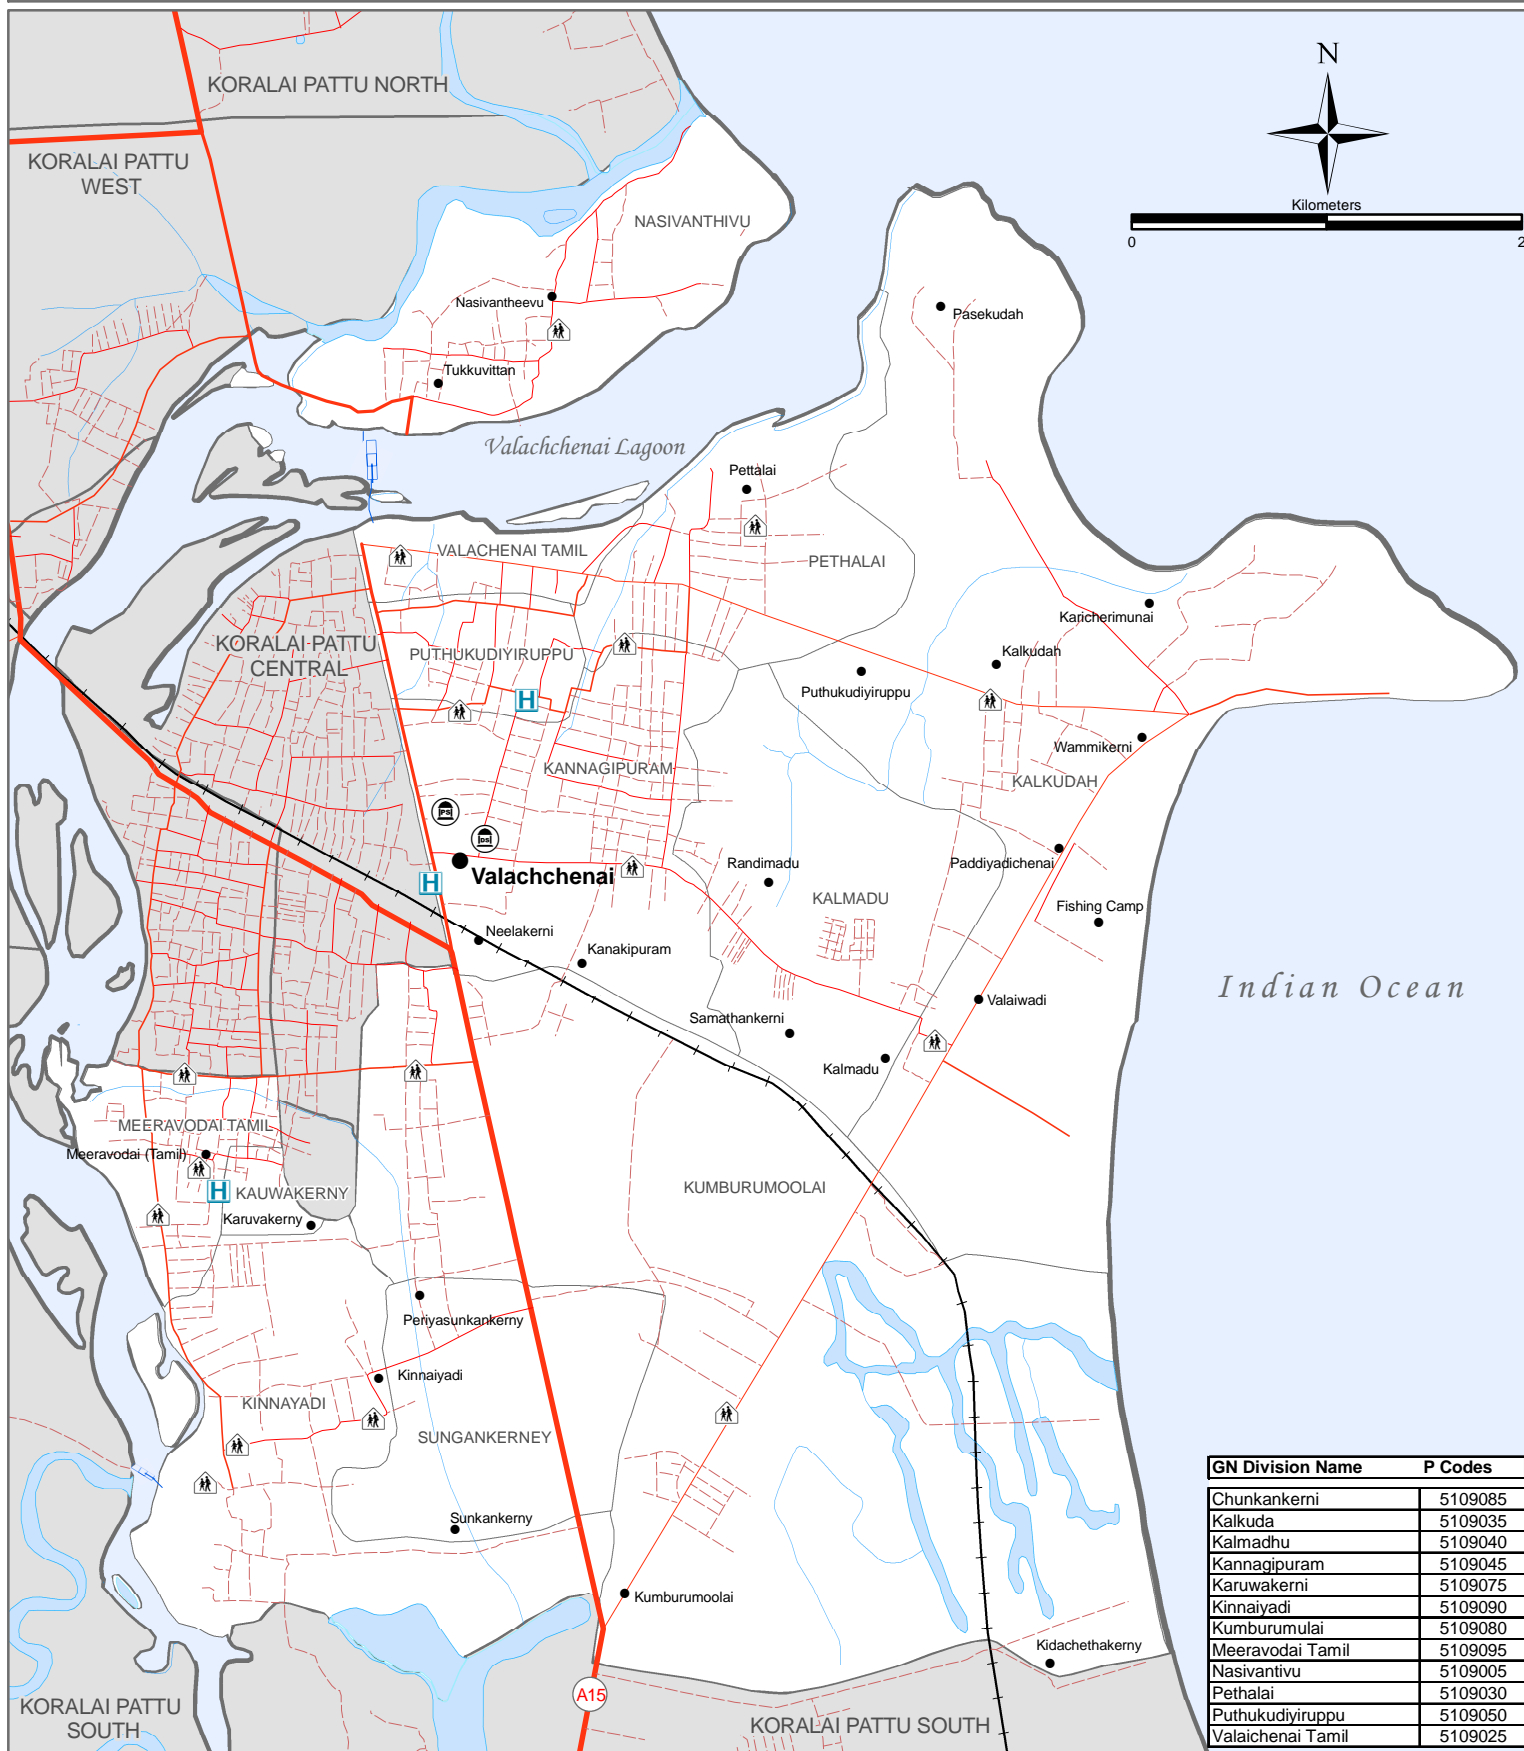 KORALAI PATTU NORTH
N
KORALAI PATTU
WEST
Kilometers
0
2
NASIVANTHIVU
Nasivantheevu
Pasekudah
Tukkuvittan
Valachchenai Lagoon
Pettalai
VALACHENAI TAMIL
PETHALAI
Karicherimunai
KORALAI PATTU
CENTRAL
PUTHUKUDIYIRUPPU
Kalkudah
Puthukudiyiruppu
H
Wammikerni
KANNAGIPURAM
KALKUDAH
PS
DS
Randimadu
Paddiyadichenai
Valachchenai
H
KALMADU
Fishing Camp
Neelakerni
Kanakipuram
Indian Ocean
Valaiwadi
Samathankerni
Kalmadu
MEERAVODAI TAMIL
Meeravodai (Tamil)
H
KAUWAKERNY
KUMBURUMOOLAI
Karuvakerny
Periyasunkankerny
Kinnaiyadi
KINNAYADI
SUNGANKERNEY
Sunkankerny
Kumburumoolai
Kidachethakerny
A15
KORALAI PATTU
SOUTH
KORALAI PATTU SOUTH
GN Division Name P Codes
Chunkankerni 5109085
Kalkuda 5109035
Kalmadhu 5109040
Kannagipuram 5109045
Karuwakerni 5109075
Kinnaiyadi 5109090
Kumburumulai 5109080
Meeravodai Tamil 5109095
Nasivantivu 5109005
Pethalai 5109030
Puthukudiyiruppu 5109050
Valaichenai Tamil 5109025